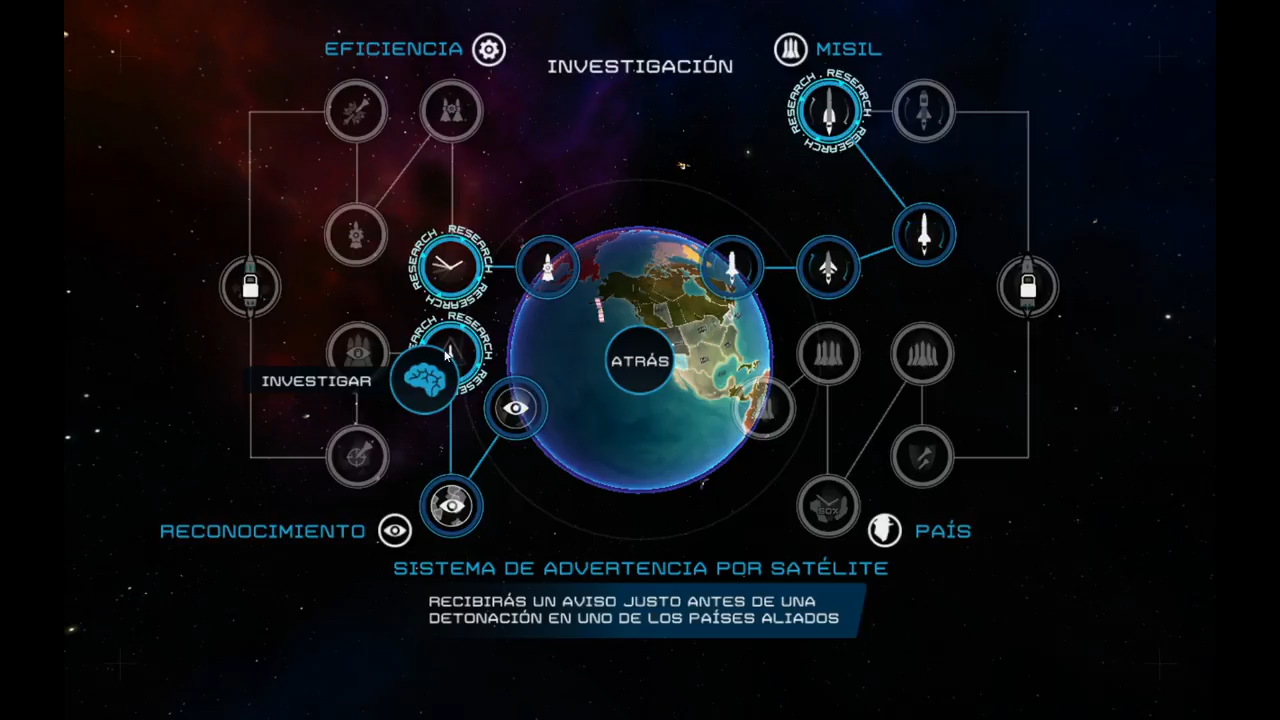 EFICIENCIA
INVESTIGACIÓN
MISIL
RESEARCH . RESEARCH . RESEARCH .
RESEARCH . RESEARCH . RESEARCH .
RESEARCH
ATRÁS
INVESTIGAR
RECONOCIMIENTO
PAÍS
SISTEMA DE ADVERTENCIA POR SATÉLITE
RECIBIRÁS UN AVISO JUSTO ANTES DE UNA
DETONACIÓN EN UNO DE LOS PAÍSES ALIADOS